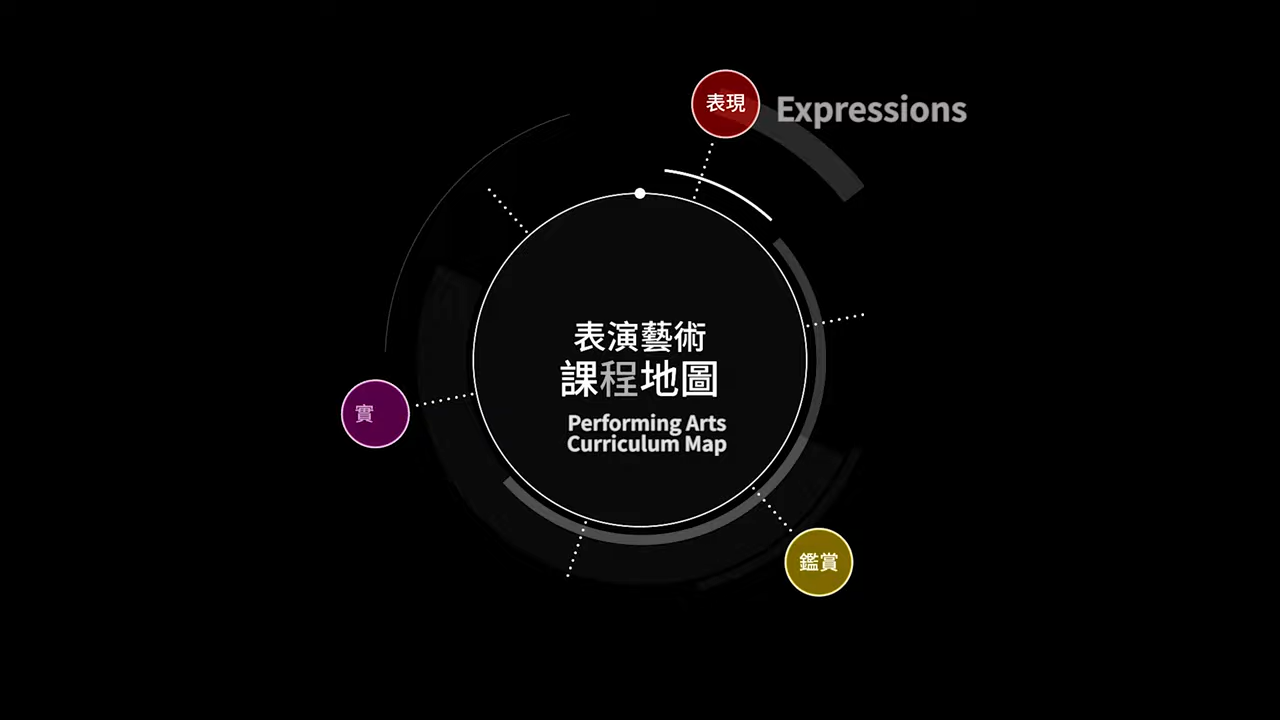 表現
Expressions
表演藝術
課程地圖
Performing Arts
Curriculum Map
實
鑑賞